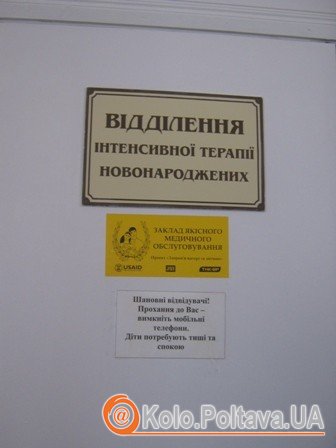 ВІДДІЛЕННЯ
ІНТЕНСИВНОЇ ТЕРАПІЇ
НОВОНАРОДЖЕНИХ
ЗАКЛАД ЯКІСНОГО
МЕДИЧНОГО
ОБСЛУГОВУВАННЯ
USAID
JSI
Шановні відвідувачі!
Прохання до Вас –
вимкніть мобільні
телефони.
Діти потребують тиші та
спокою
@Kolo.Poltava.UA